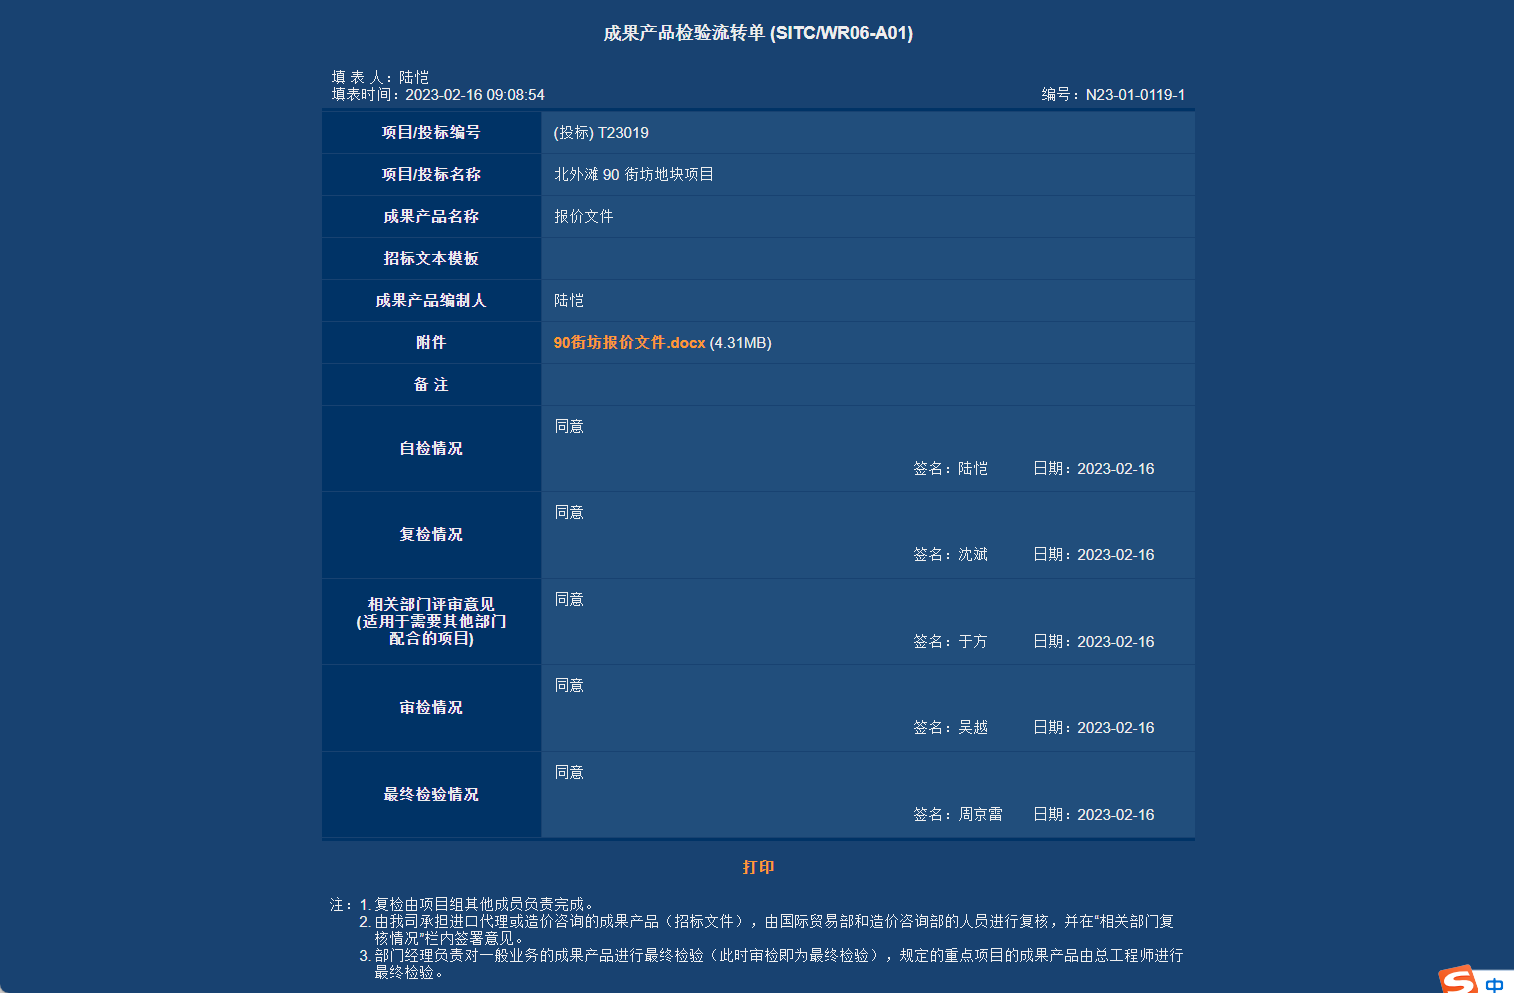 成果产品检验流转单 (SITC/WR06-A01)
填 表 人：陆恺
填表时间：2023-02-16 09:08:54
编号：N23-01-0119-1
项目/投标编号
(投标) T23019
项目/投标名称
北外滩 90 街坊地块项目
成果产品名称
报价文件
招标文本模板
成果产品编制人
陆恺
附件
90街坊报价文件.docx (4.31MB)
备 注
自检情况
同意
签名：陆恺 日期：2023-02-16
复检情况
同意
签名：沈斌 日期：2023-02-16
相关部门评审意见
(适用于需要其他部门
配合的项目)
同意
签名：于方 日期：2023-02-16
审检情况
同意
签名：吴越 日期：2023-02-16
最终检验情况
同意
签名：周京雷 日期：2023-02-16
打印
注：1. 复检由项目组其他成员负责完成。
2. 由我司承担进口代理或造价咨询的成果产品（招标文件），由国际贸易部和造价咨询部的人员进行复核，并在“相关部门复
核情况”栏内签署意见。
3. 部门经理负责对一般业务的成果产品进行最终检验（此时审检即为最终检验），规定的重点项目的成果产品由总工程师进行
最终检验。
中